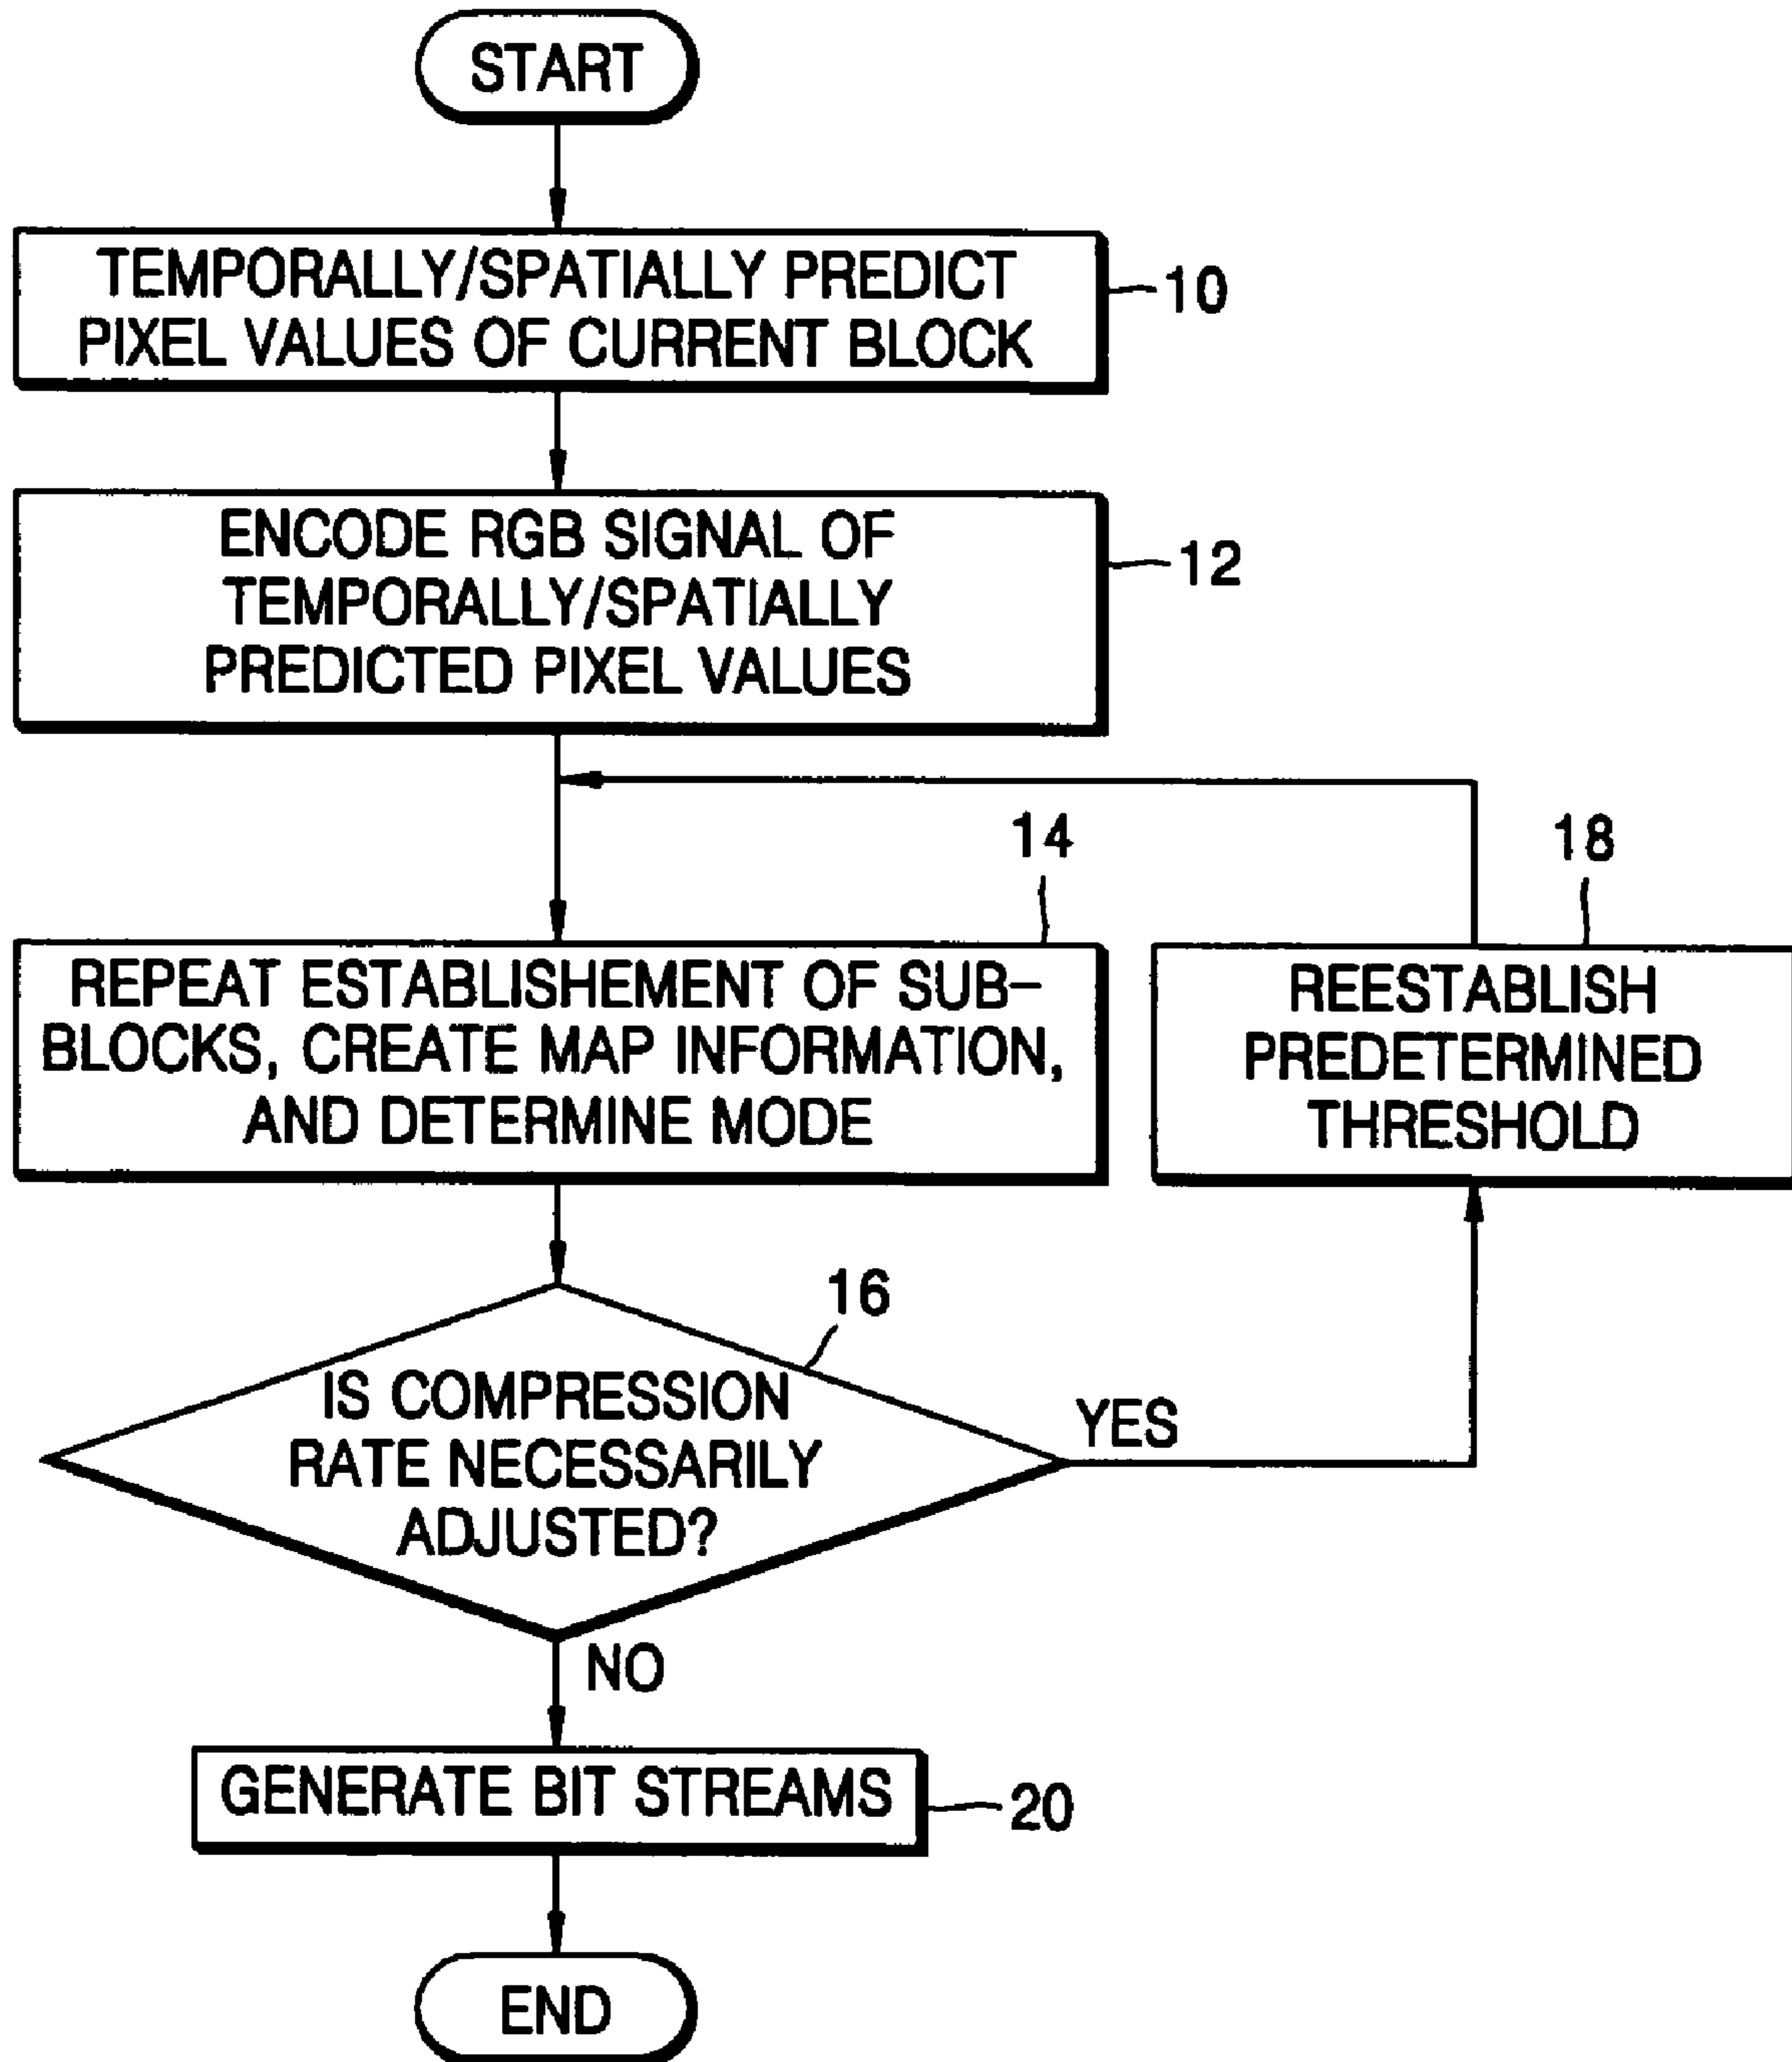 START
TEMPORALLY/SPATIALLY PREDICT
PIXEL VALUES OF CURRENT BLOCK
10
ENCODE RGB SIGNAL OF
TEMPORALLY/SPATIALLY
PREDICTED PIXEL VALUES
12
14
REPEAT ESTABLISHEMENT OF SUB-
BLOCKS, CREATE MAP INFORMATION,
AND DETERMINE MODE
18
REESTABLISH
PREDETERMINED
THRESHOLD
16
IS COMPRESSION
RATE NECESSARILY
ADJUSTED?
YES
NO
GENERATE BIT STREAMS
20
END